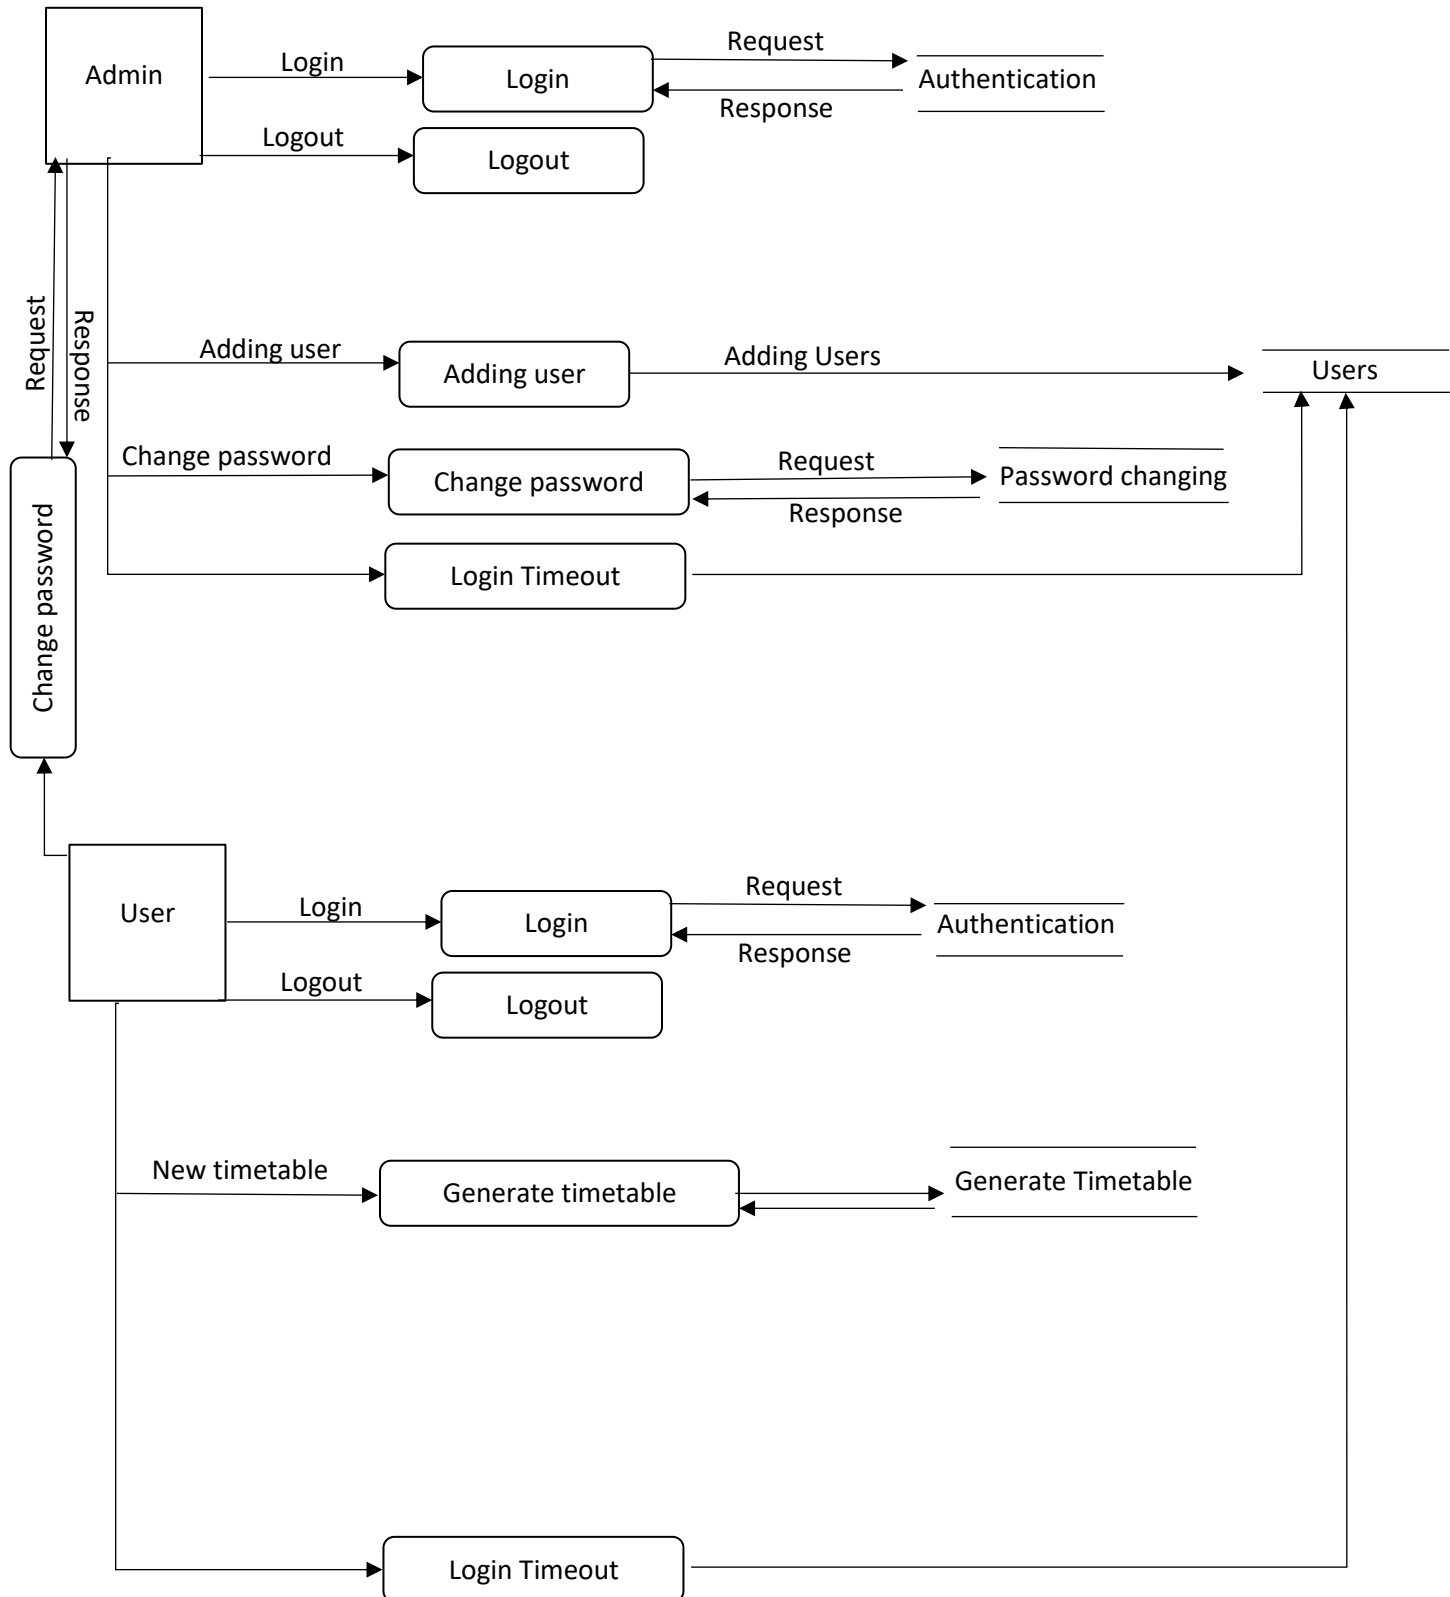 Request
Login
Admin
Login
Authentication
Response
Logout
Logout
Request
Response
Adding user
Adding user
Adding Users
Users
Change password
Change password
Request
Password changing
Response
Login Timeout
Change password
User
Login
Login
Request
Authentication
Response
Logout
Logout
New timetable
Generate timetable
Generate Timetable
Login Timeout